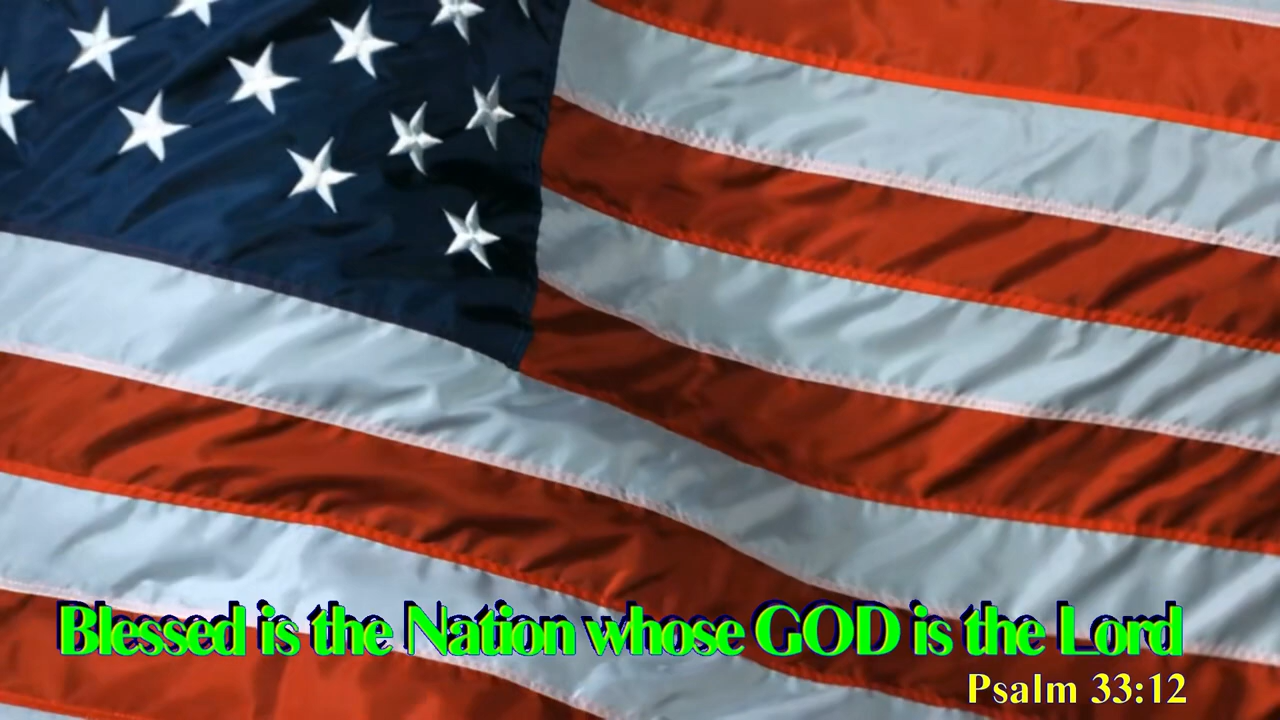 Blessed is the Nation whose GOD is the Lord
Psalm 33:12